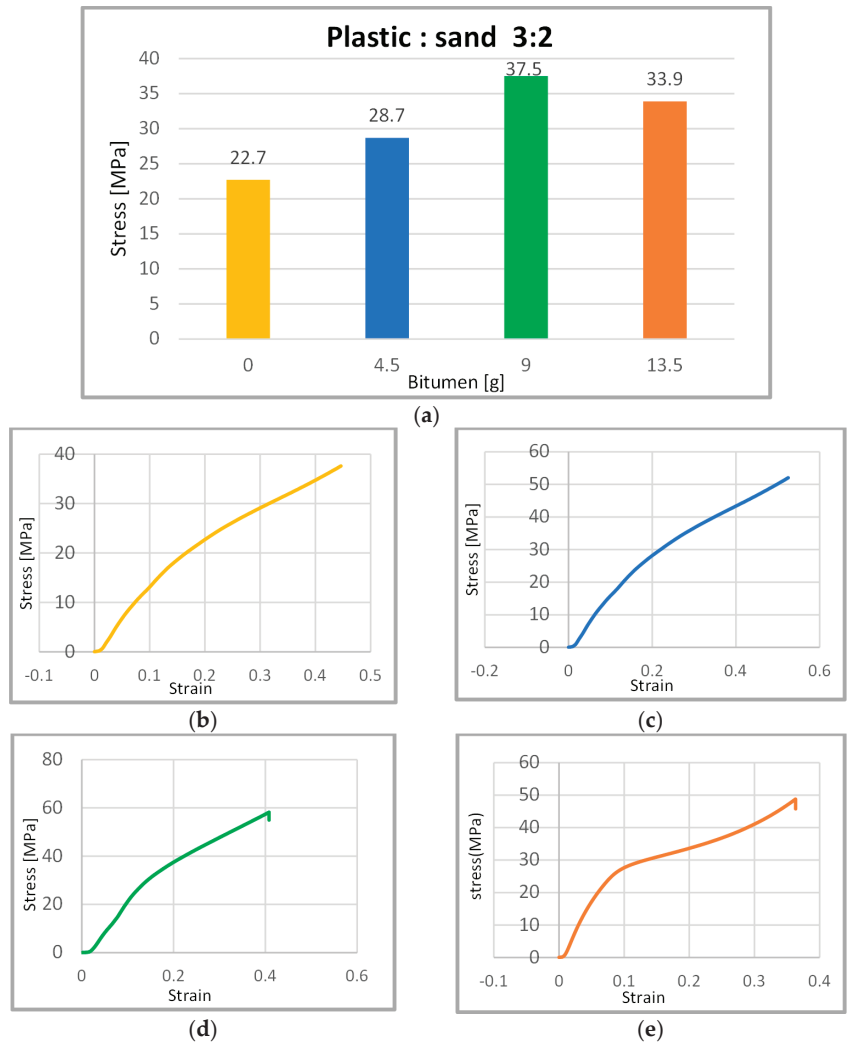 Plastic : sand 3:2
Stress [MPa]
40
35
30
25
20
15
10
5
0
22.7
28.7
37.5
33.9
0 4.5 9 13.5
Bitumen [g]
(a)
Stress [MPa]
40
30
20
10
0
-0.1 0 0.1 0.2 0.3 0.4 0.5
Strain
(b)
Stress [MPa]
60
50
40
30
20
10
0
-0.2 0 0.2 0.4 0.6
Strain
(c)
Stress [MPa]
80
60
40
20
0
0 0.2 0.4 0.6
Strain
(d)
stress(MPa)
60
50
40
30
20
10
0
-0.1 0 0.1 0.2 0.3 0.4
Strain
(e)